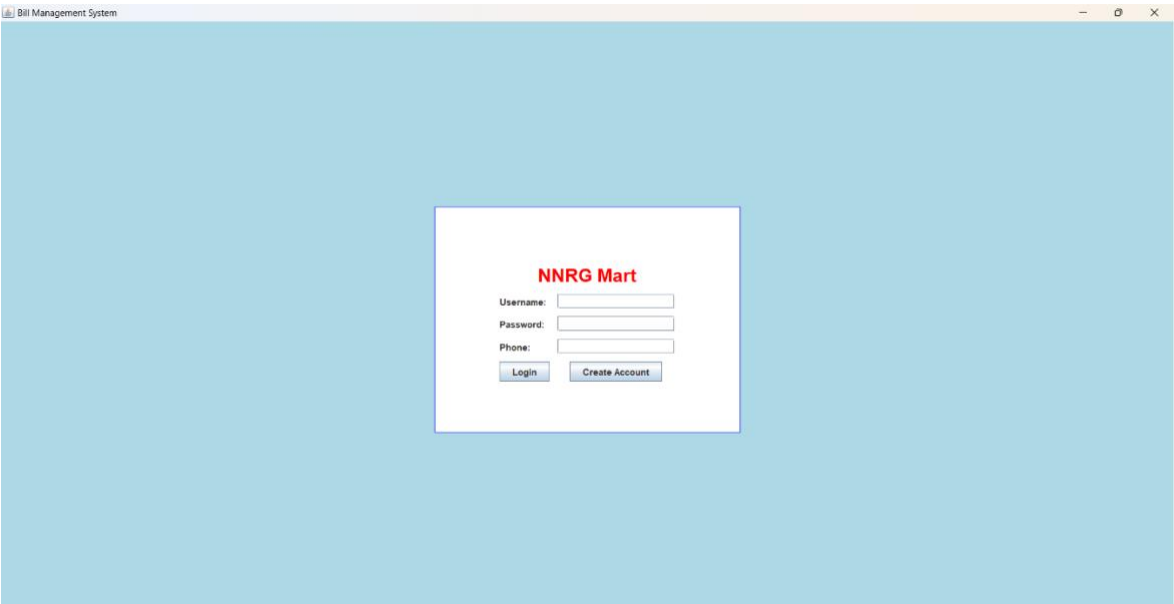 Bill Management System
NNRG Mart
Username:
Password:
Phone:
Login Create Account